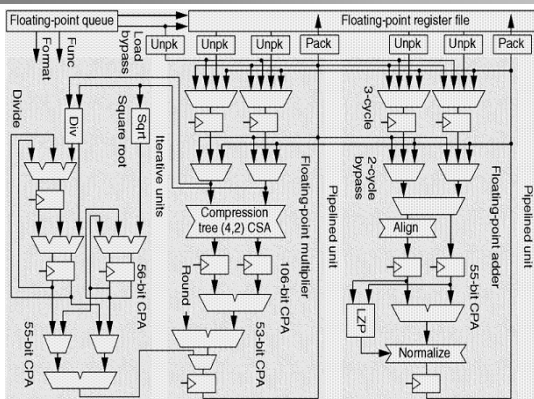 Floating-point queue
Floating-point register file
Load
bypass
Unpk
Unpk
Unpk
Pack
Unpk
Unpk
Pack
Func
Format
Divide
Div
Sqrt
Square root
Iterative units
3-cycle
2-cycle
bypass
Floating-point multiplier
Pipelined unit
Floating-point adder
Pipelined unit
Compression
tree (4,2) CSA
Align
56-bit CPA
Round
106-bit CPA
55-bit CPA
LZP
55-bit CPA
53-bit CPA
Normalize